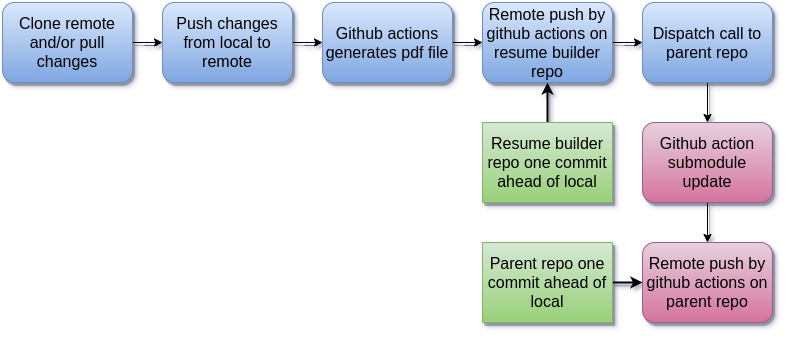 Clone remote
and/or pull
changes
Push changes
from local to
remote
Github actions
generates pdf file
Remote push by
github actions on
resume builder
repo
Dispatch call to
parent repo
Resume builder
repo one commit
ahead of local
Github action
submodule
update
Parent repo one
commit ahead of
local
Remote push by
github actions on
parent repo